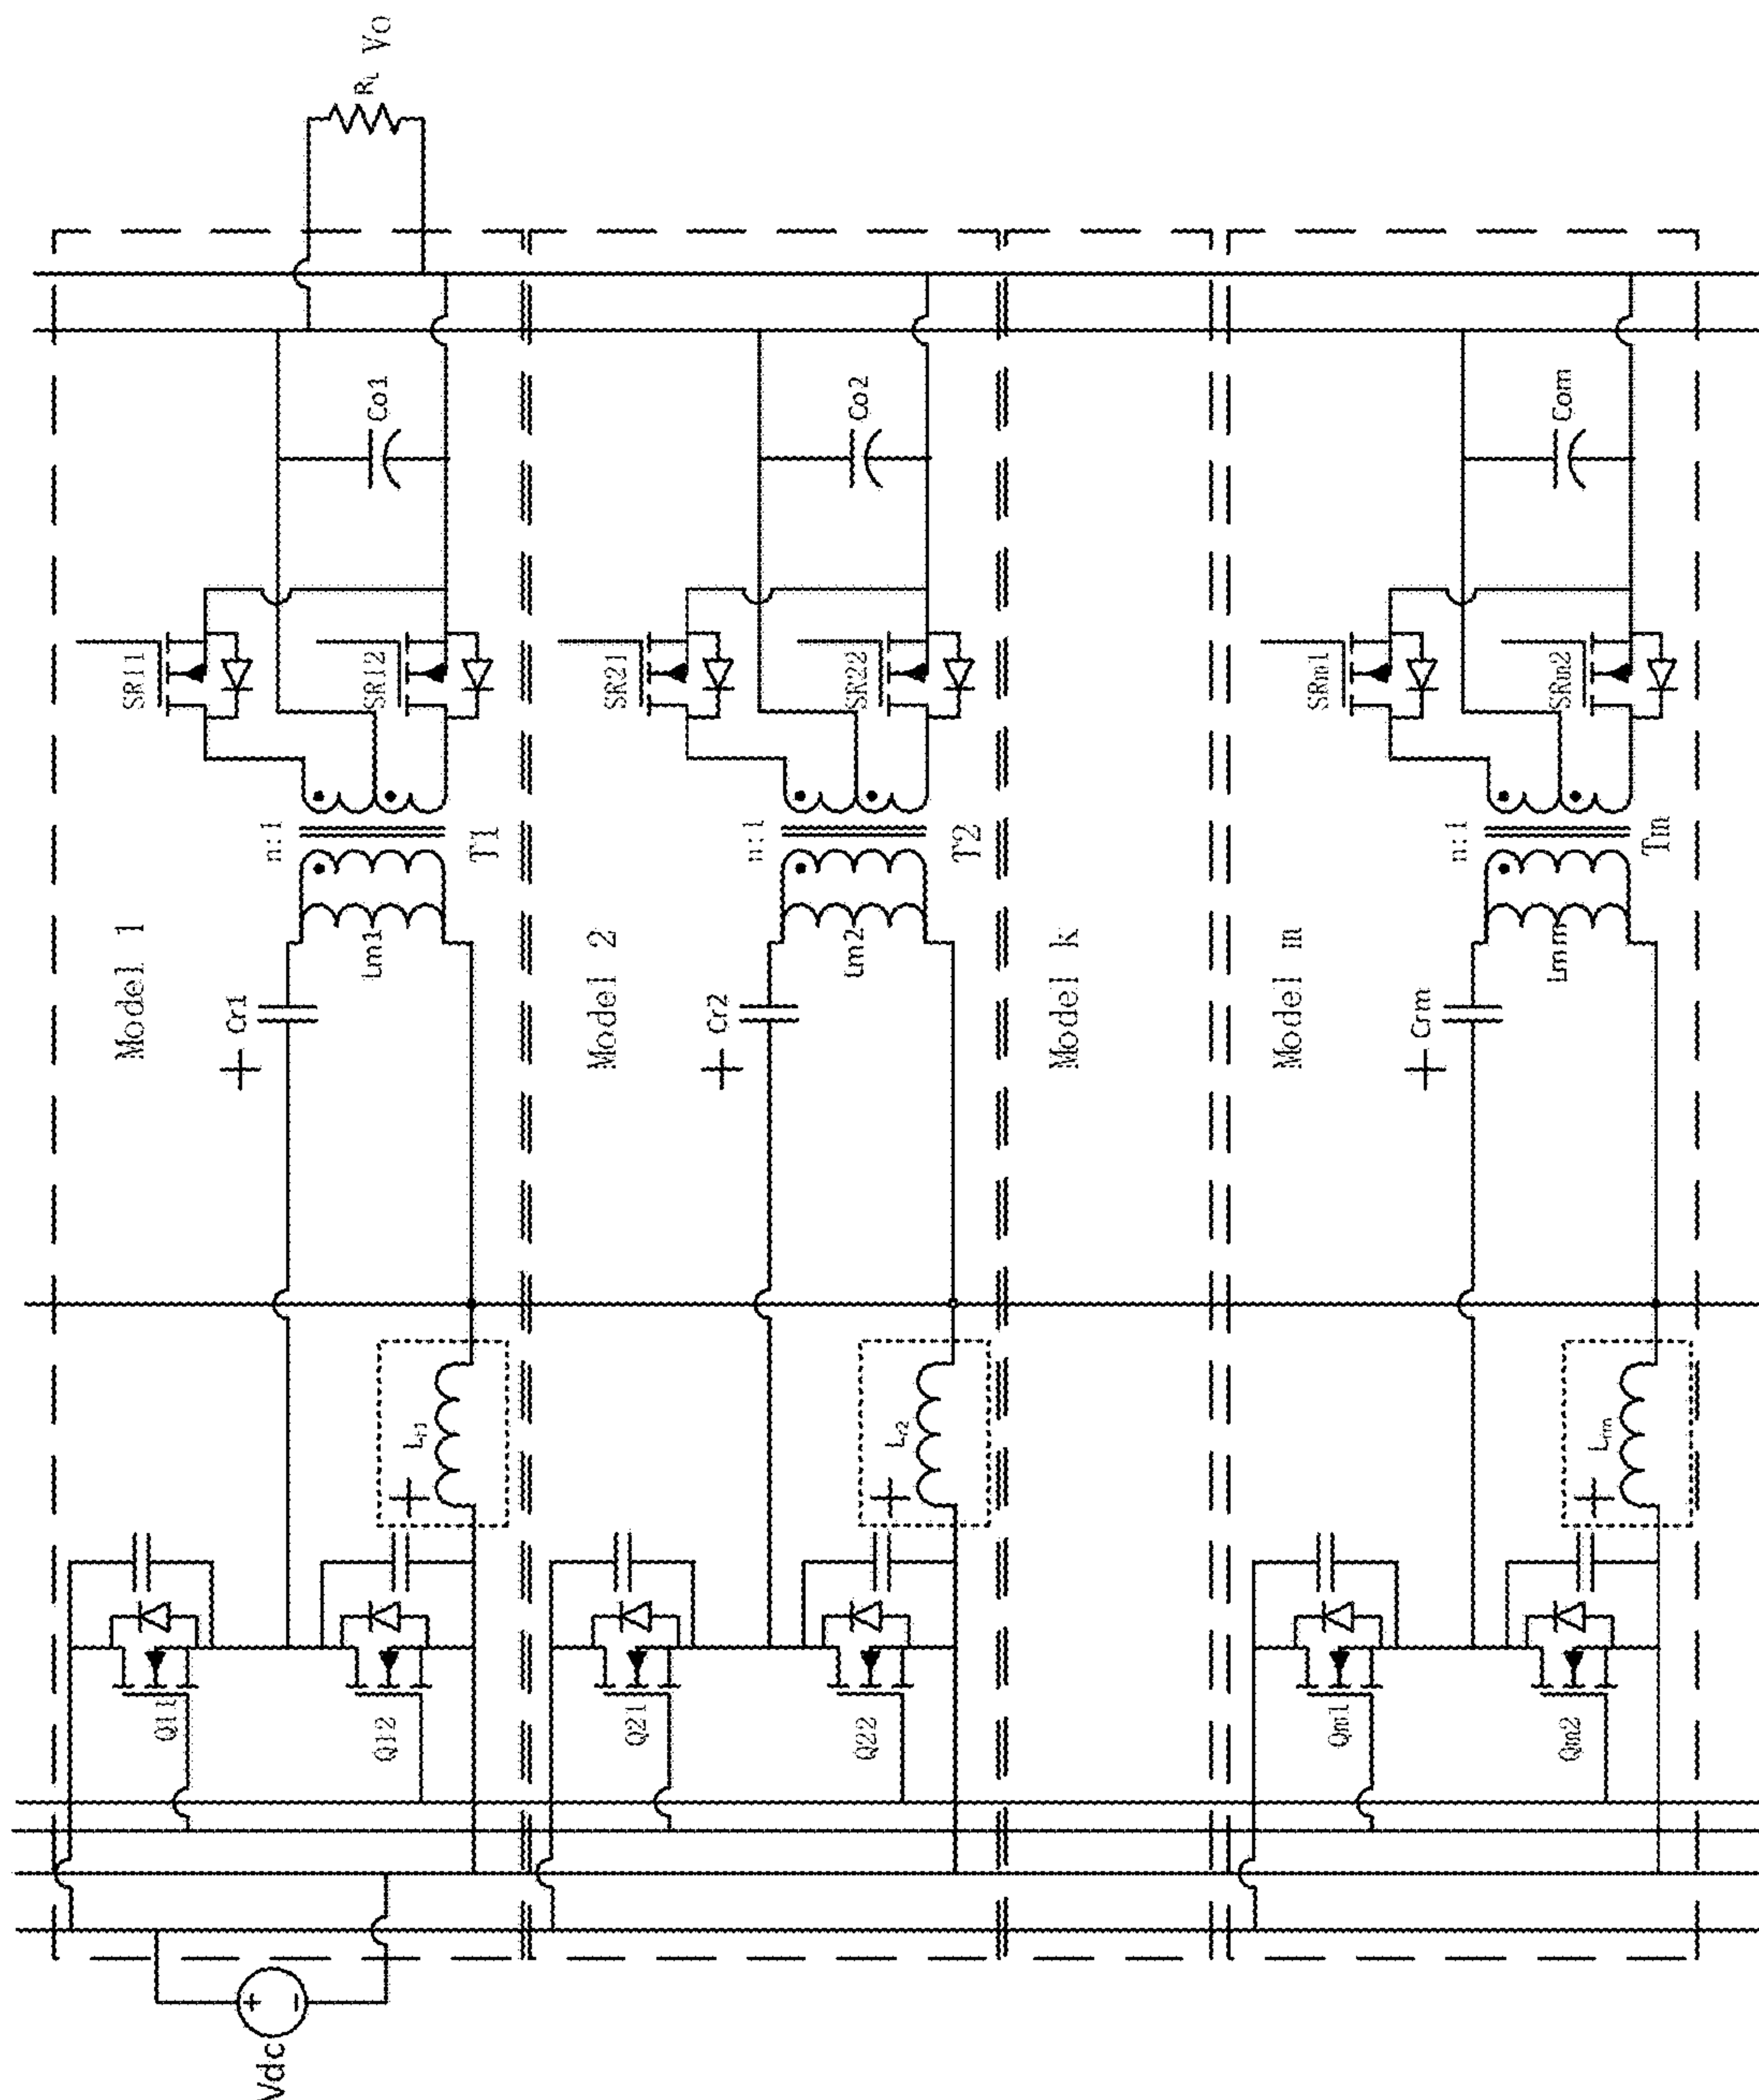 Vdc
Model 1
Q11
Q12
Lr1
Cr1
Lm1
n:1
T1
SR11
SR12
Co1
RL
Vo
Model 2
Q21
Q22
Lr2
Cr2
Lm2
n:1
T2
SR21
SR22
Co2
Model k
Model m
Qm1
Qm2
Lrm
Crm
Lmm
n:1
Tm
SRm1
SRm2
Com